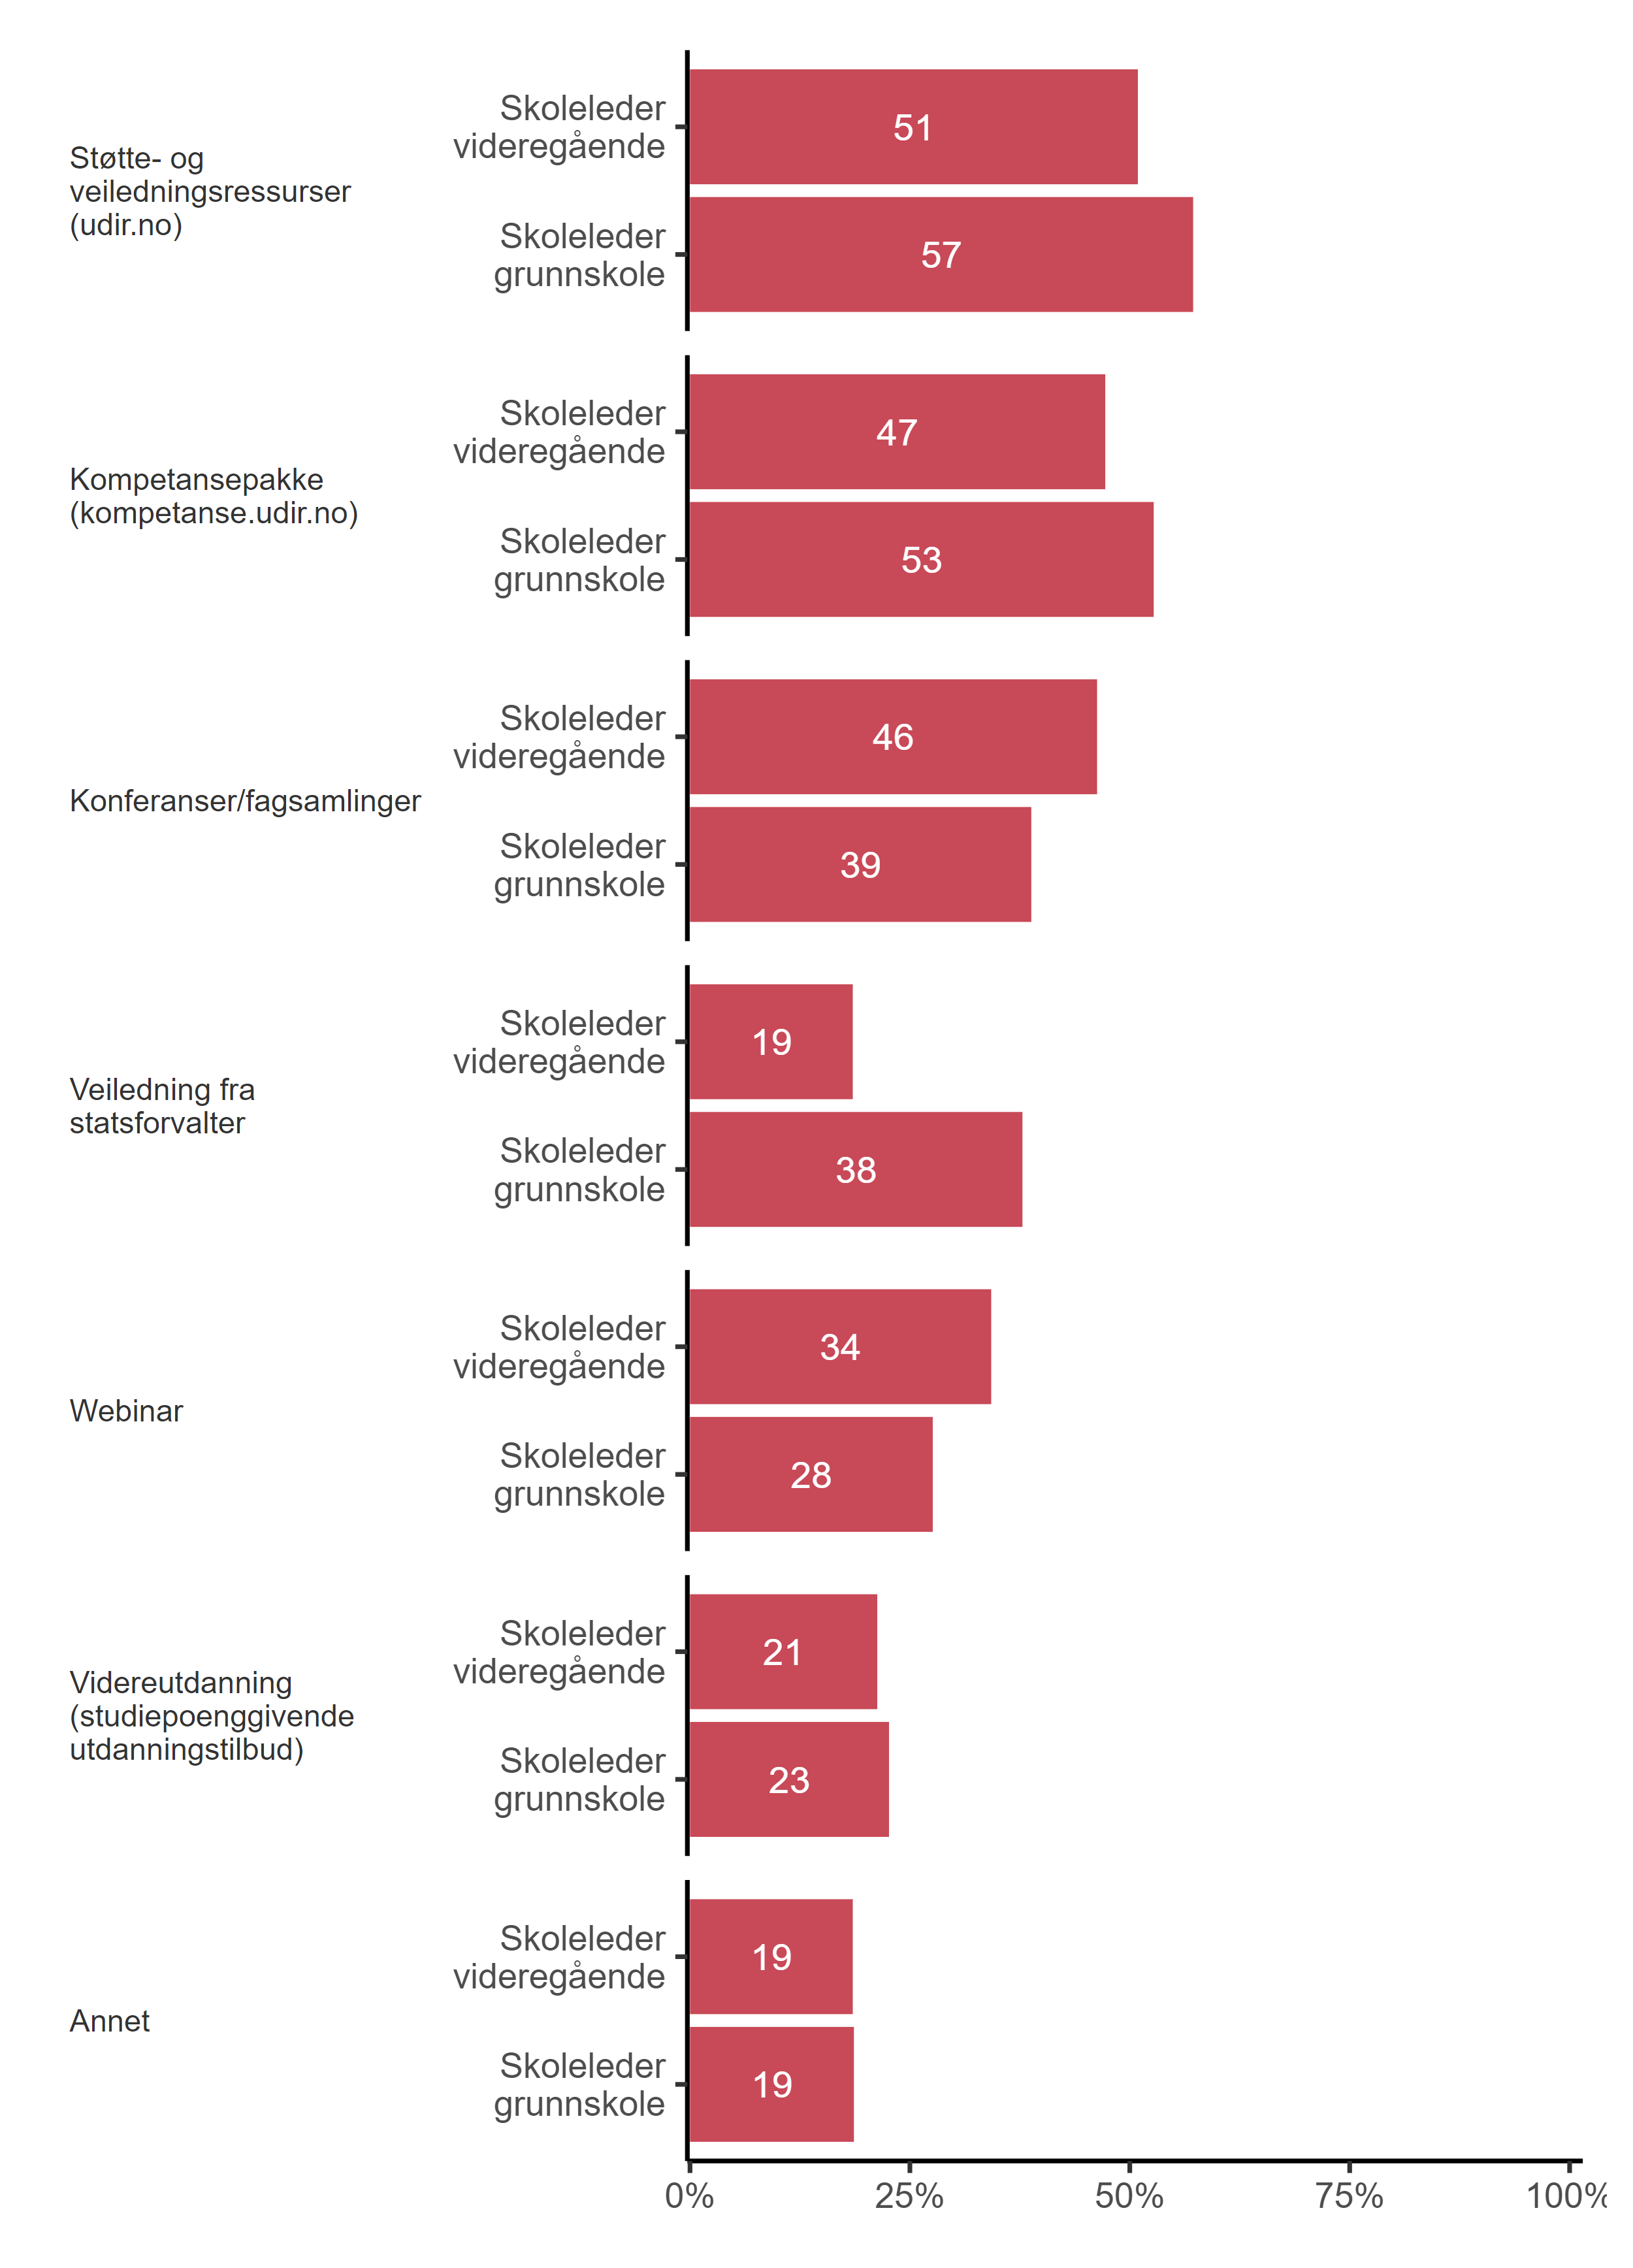 Støtte- og
veiledningsressurser
(udir.no)
Skoleleder
videregående
51
Skoleleder
grunnskole
57
Kompetansepakke
(kompetanse.udir.no)
Skoleleder
videregående
47
Skoleleder
grunnskole
53
Konferanser/fagsamlinger
Skoleleder
videregående
46
Skoleleder
grunnskole
39
Veiledning fra
statsforvalter
Skoleleder
videregående
19
Skoleleder
grunnskole
38
Webinar
Skoleleder
videregående
34
Skoleleder
grunnskole
28
Videreutdanning
(studiepoenggivende
utdanningstilbud)
Skoleleder
videregående
21
Skoleleder
grunnskole
23
Annet
Skoleleder
videregående
19
Skoleleder
grunnskole
19
0% 25% 50% 75% 100%